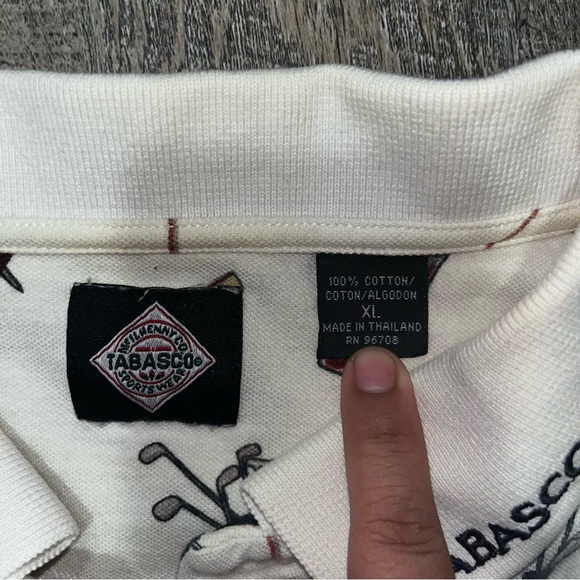 McILHENNY CO.
TABASCO®
SPORTSWEAR
100% COTTON/
COTON/ALGODON
XL
MADE IN THAILAND
RN 96708
TABASCO